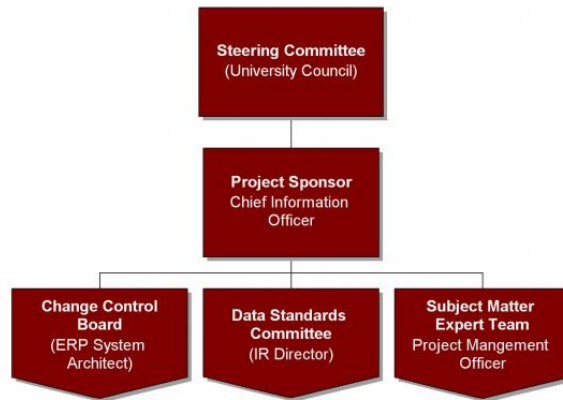 Steering Committee
(University Council)
Project Sponsor
Chief Information
Officer
Change Control
Board
(ERP System
Architect)
Data Standards
Committee
(IR Director)
Subject Matter
Expert Team
Project Mangement
Officer